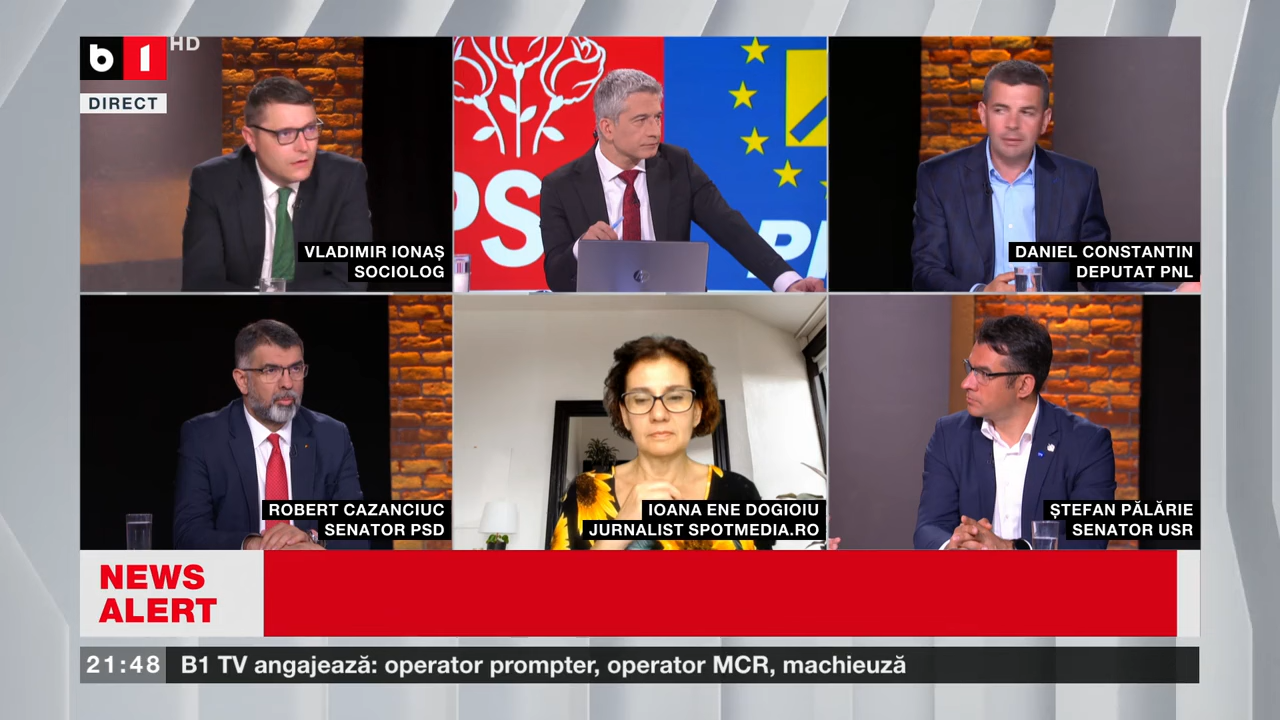 b1
HD
DIRECT
VLADIMIR IONAȘ
SOCIOLOG
PS
P
DANIEL CONSTANTIN
DEPUTAT PNL
ROBERT CAZANCIUC
SENATOR PSD
IOANA ENE DOGIOIU
JURNALIST SPOTMEDIA.RO
ȘTEFAN PĂLĂRIE
SENATOR USR
NEWS
ALERT
21:48 B1 TV angajează: operator prompter, operator MCR, machieuză